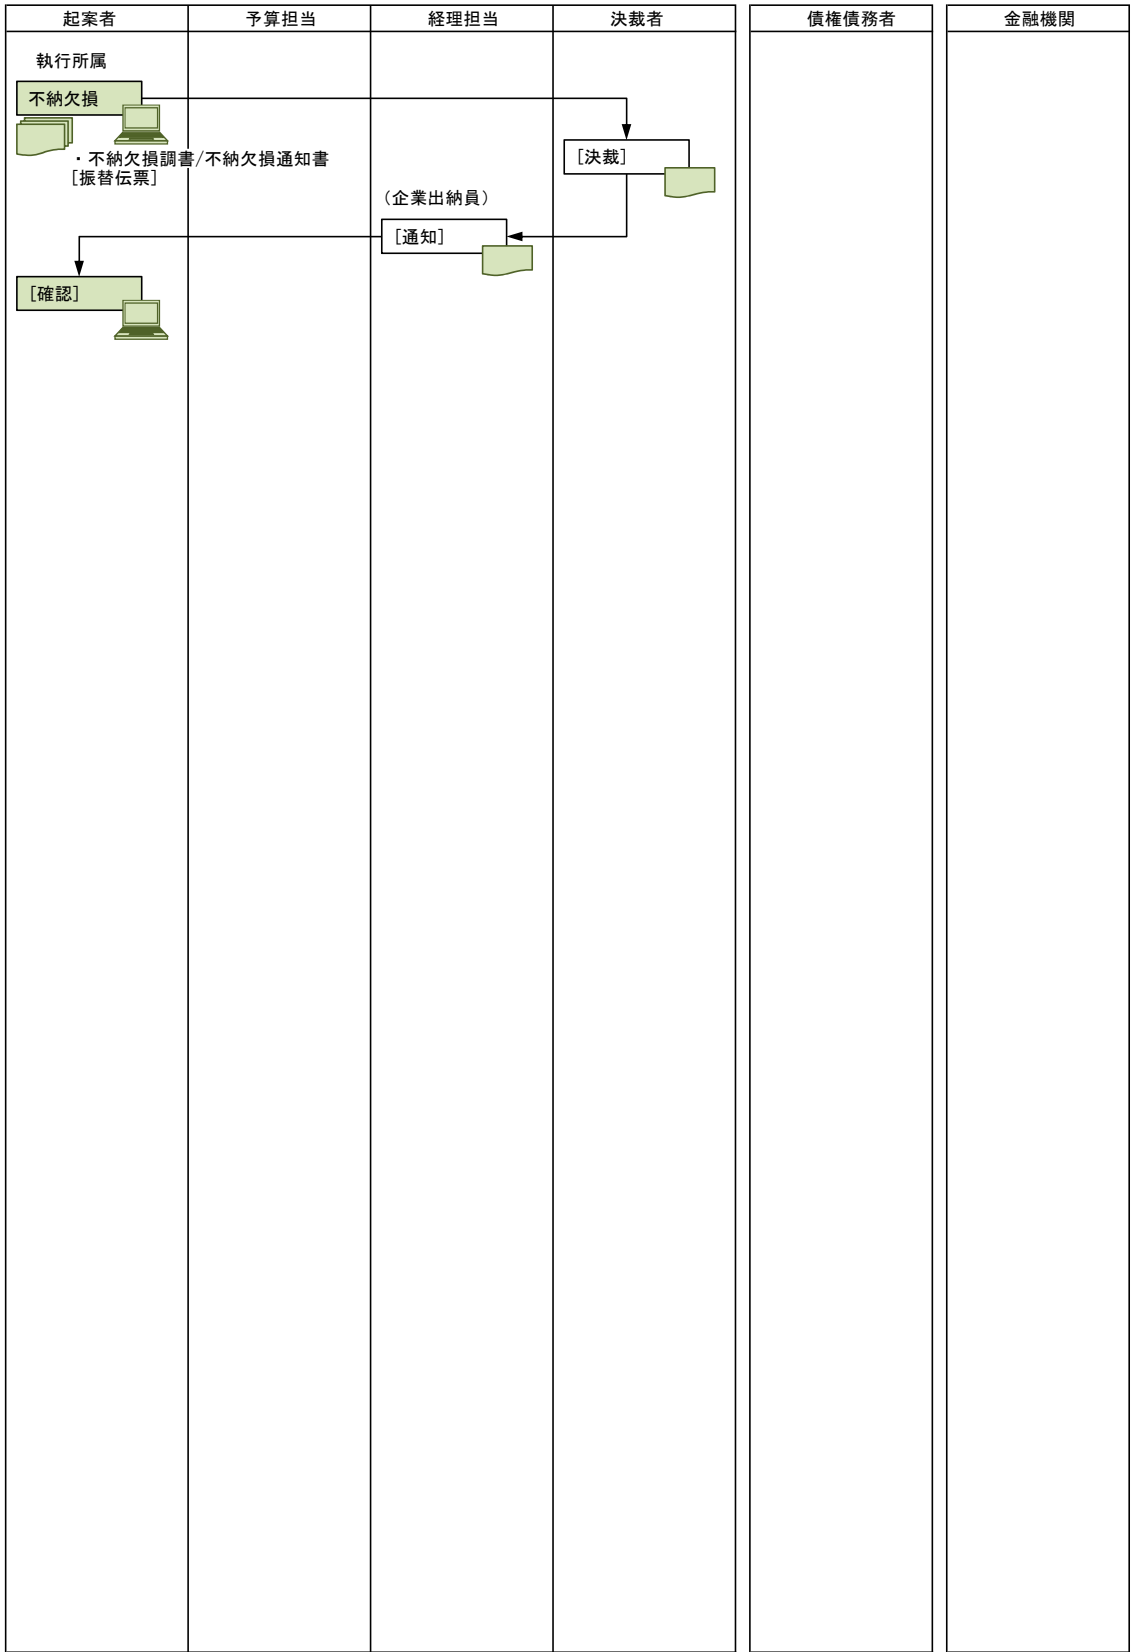 起案者
予算担当
経理担当
決裁者
債権債務者
金融機関
執行所属
不納欠損
・不納欠損調書/不納欠損通知書
[振替伝票]
[決裁]
(企業出納員)
[通知]
[確認]